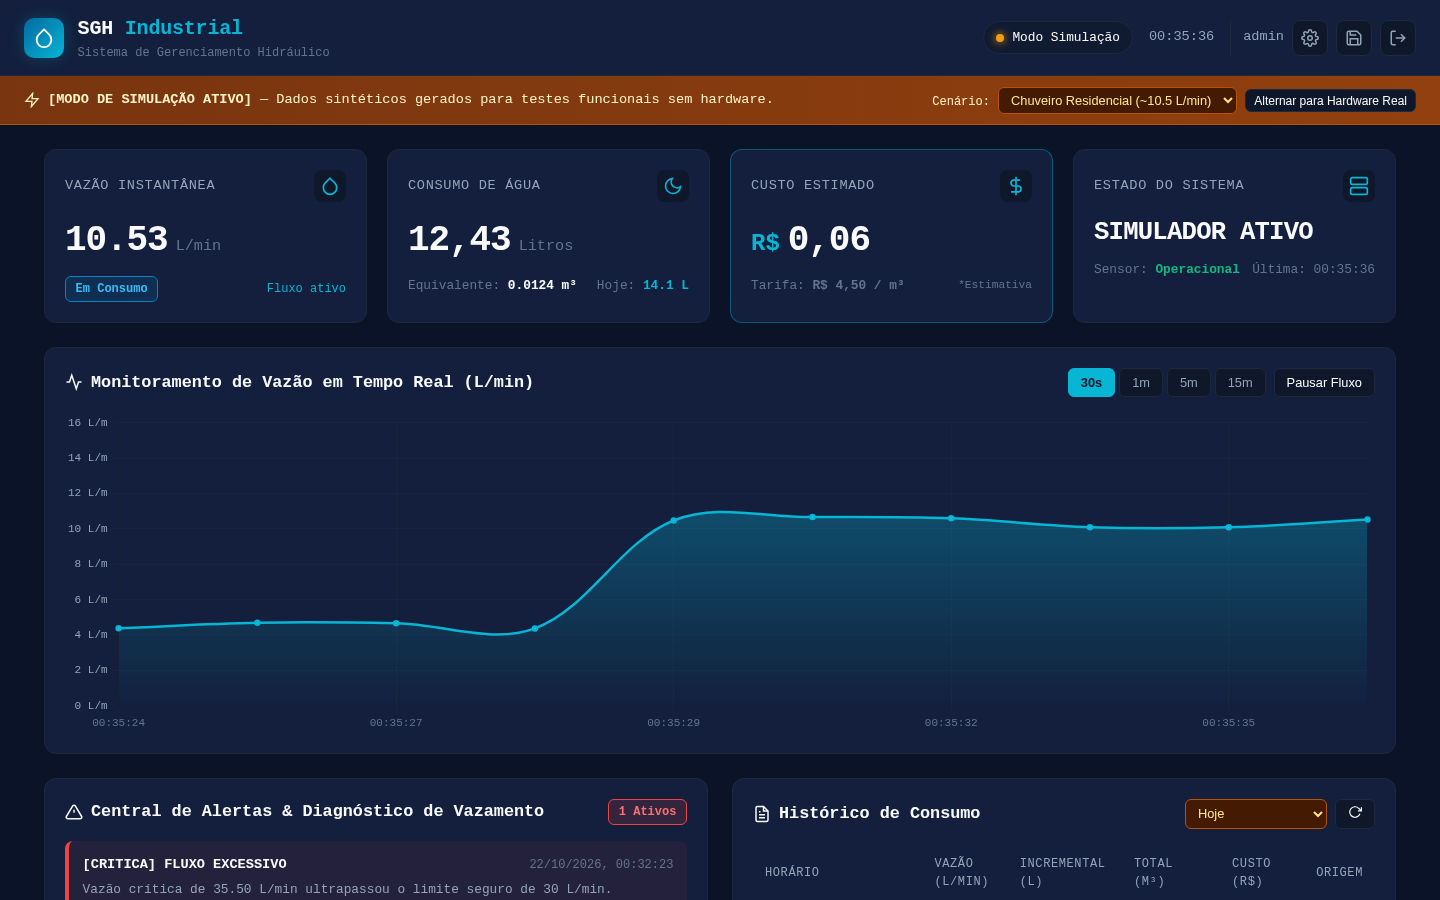 SGH Industrial
Sistema de Gerenciamento Hidráulico
Modo Simulação
00:35:36
admin
[MODO DE SIMULAÇÃO ATIVO] — Dados sintéticos gerados para testes funcionais sem hardware.
Cenário:
Chuveiro Residencial (~10.5 L/min)
Alternar para Hardware Real
VAZÃO INSTANTÂNEA
10.53 L/min
Em Consumo
Fluxo ativo
CONSUMO DE ÁGUA
12,43 Litros
Equivalente: 0.0124 m³
Hoje: 14.1 L
CUSTO ESTIMADO
R$ 0,06
Tarifa: R$ 4,50 / m³
*Estimativa
ESTADO DO SISTEMA
SIMULADOR ATIVO
Sensor: Operacional
Última: 00:35:36
Monitoramento de Vazão em Tempo Real (L/min)
30s
1m
5m
15m
Pausar Fluxo
16 L/m
14 L/m
12 L/m
10 L/m
8 L/m
6 L/m
4 L/m
2 L/m
0 L/m
00:35:24
00:35:27
00:35:29
00:35:32
00:35:35
Central de Alertas & Diagnóstico de Vazamento
1 Ativos
[CRITICA] FLUXO EXCESSIVO
22/10/2026, 00:32:23
Vazão crítica de 35.50 L/min ultrapassou o limite seguro de 30 L/min.
Histórico de Consumo
Hoje
HORÁRIO
VAZÃO
(L/MIN)
INCREMENTAL
(L)
TOTAL
(M³)
CUSTO
(R$)
ORIGEM